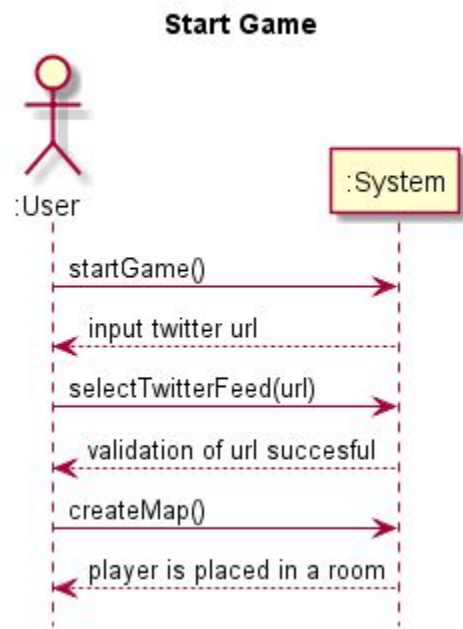 Start Game
:User
:System
startGame()
input twitter url
selectTwitterFeed(url)
validation of url succesful
createMap()
player is placed in a room